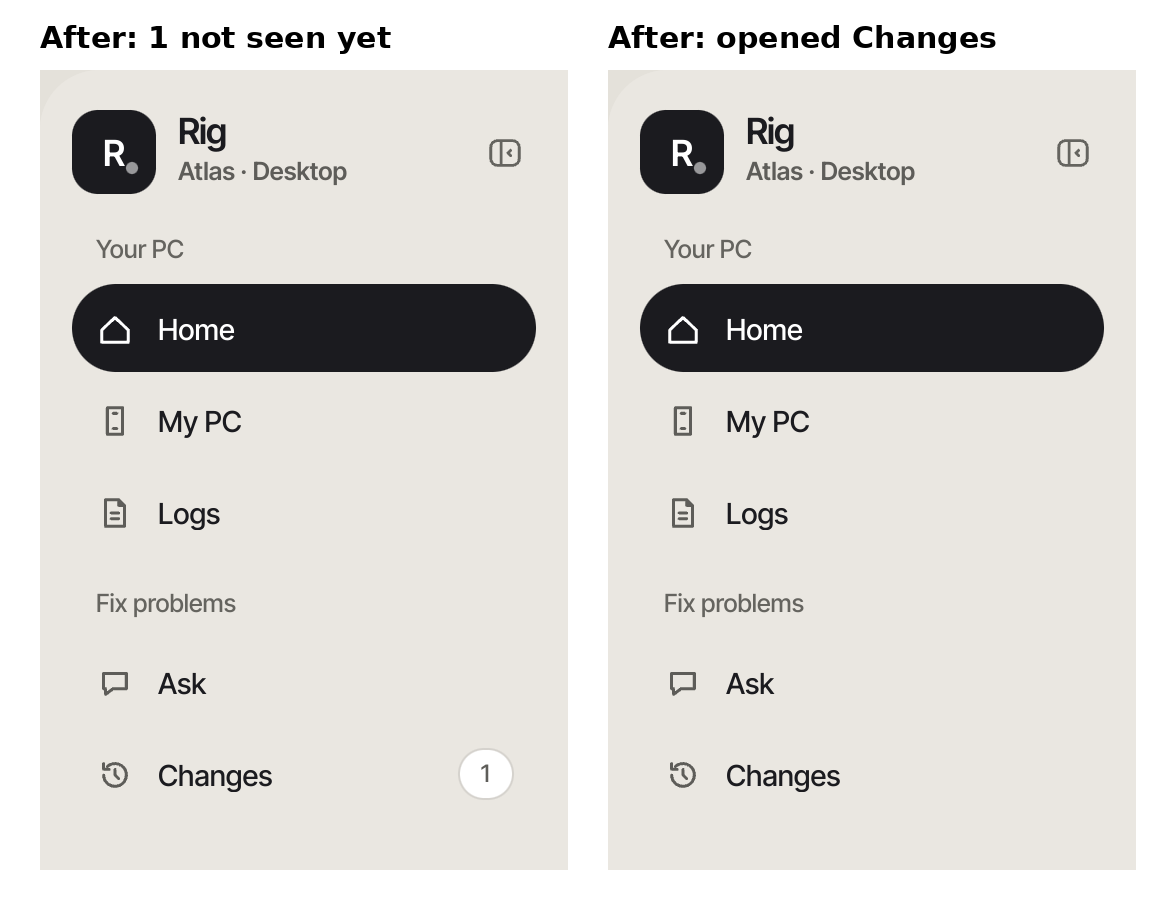 After: 1 not seen yet
R
Rig
Atlas · Desktop
Your PC
Home
My PC
Logs
Fix problems
Ask
Changes 1
After: opened Changes
R
Rig
Atlas · Desktop
Your PC
Home
My PC
Logs
Fix problems
Ask
Changes